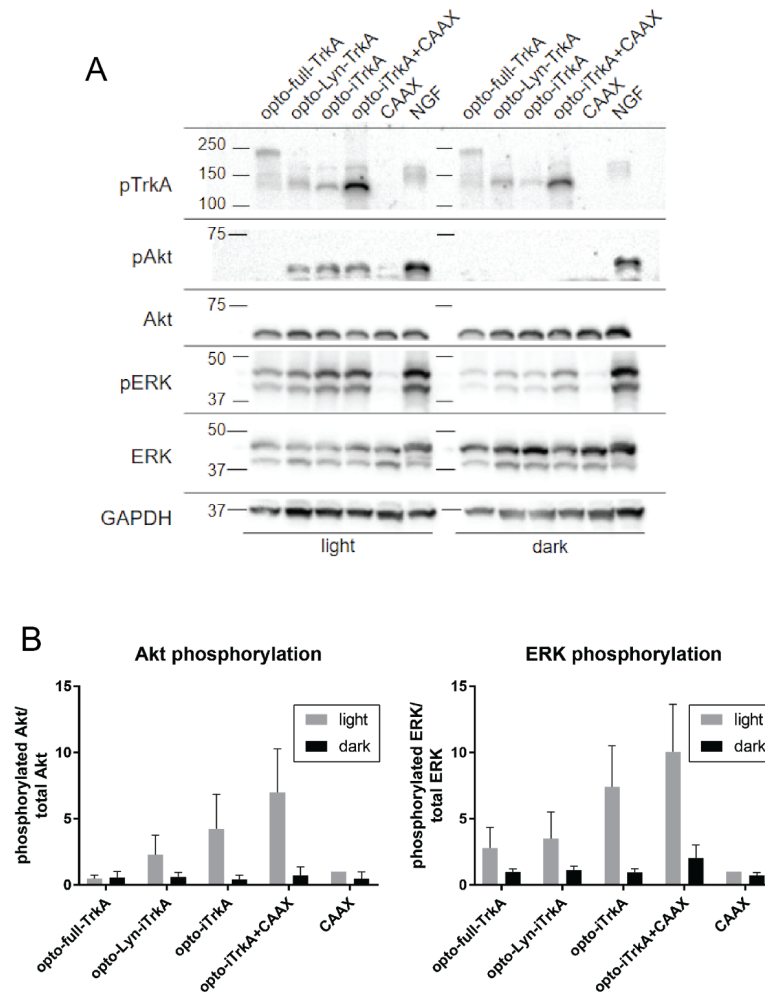 A
opto-full-TrkA
opto-Lyn-TrkA
opto-iTrkA
opto-iTrkA+CAAX
CAAX
NGF
opto-full-TrkA
opto-Lyn-TrkA
opto-iTrkA
opto-iTrkA+CAAX
CAAX
NGF
pTrkA
250
150
100
pAkt
75
Akt
75
pERK
50
37
ERK
50
37
GAPDH
37
light
dark
B
Akt phosphorylation
phosphorylated Akt/
total Akt
15
10
5
0
light
dark
opto-full-TrkA
opto-Lyn-iTrkA
opto-iTrkA
opto-iTrkA+CAAX
CAAX
ERK phosphorylation
phosphorylated ERK/
total ERK
15
10
5
0
light
dark
opto-full-TrkA
opto-Lyn-iTrkA
opto-iTrkA
opto-iTrkA+CAAX
CAAX